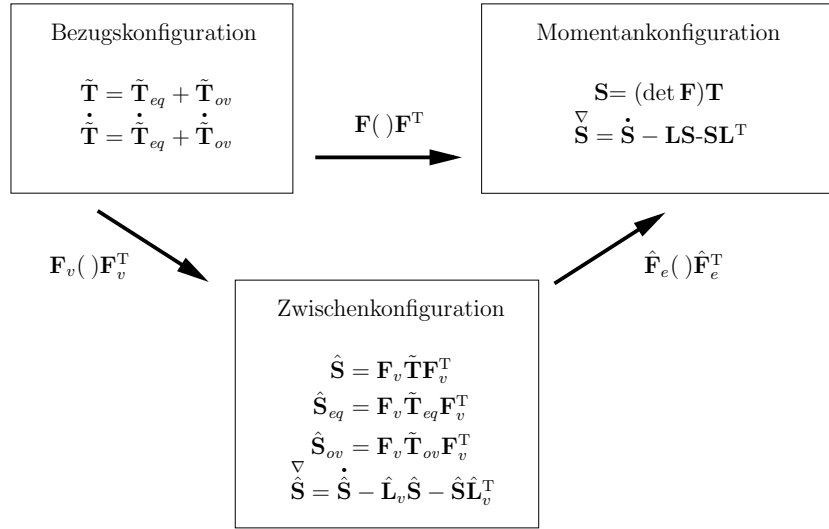 Bezugskonfiguration
T̃ = T̃_eq + T̃_ov
Ṫ̃ = Ṫ̃_eq + Ṫ̃_ov
Momentankonfiguration
S= (det F)T
S^∇ = Ṡ − LS-SL^T
F( )F^T
F_v( )F_v^T
F̂_e( )F̂_e^T
Zwischenkonfiguration
Ŝ = F_v T̃F_v^T
Ŝ_eq = F_v T̃_eq F_v^T
Ŝ_ov = F_v T̃_ov F_v^T
Ŝ^∇ = Ŝ̇ − L̂_v Ŝ − ŜL̂_v^T